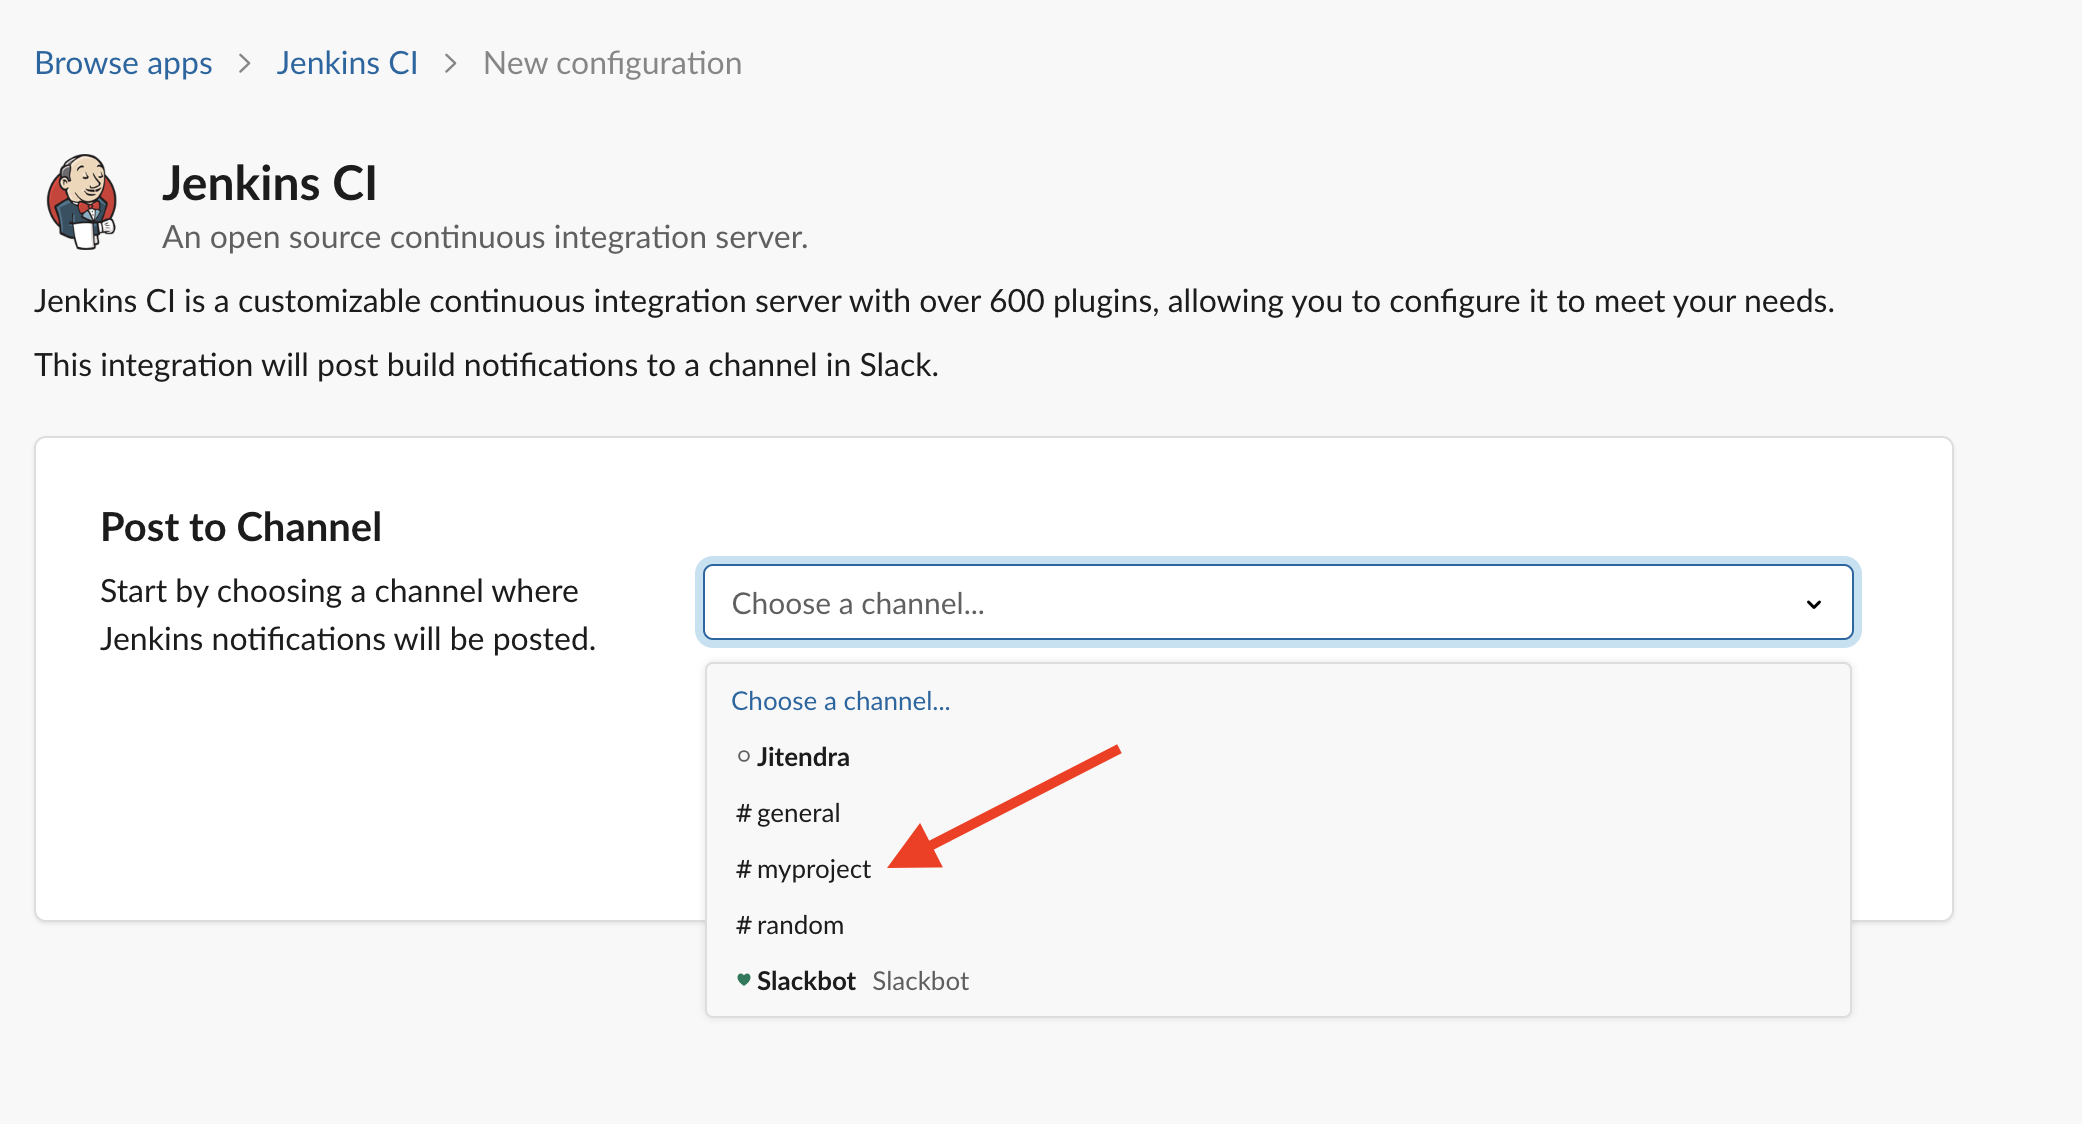 Browse apps > Jenkins CI > New configuration
Jenkins CI
An open source continuous integration server.
Jenkins CI is a customizable continuous integration server with over 600 plugins, allowing you to configure it to meet your needs.
This integration will post build notifications to a channel in Slack.
Post to Channel
Start by choosing a channel where
Jenkins notifications will be posted.
Choose a channel...
Choose a channel...
Jitendra
# general
# myproject
# random
Slackbot Slackbot